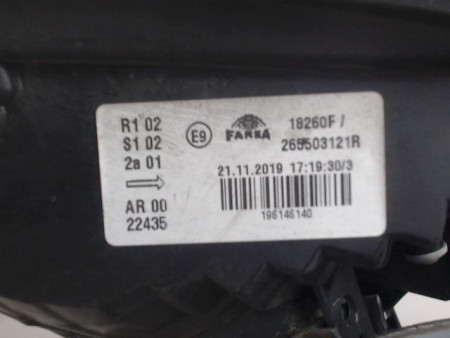 R1 02
S1 02
2a 01
AR 00
22435
E9
FARBA
18260F /
265503121R
21.11.2019 17:19:30/3
196146140